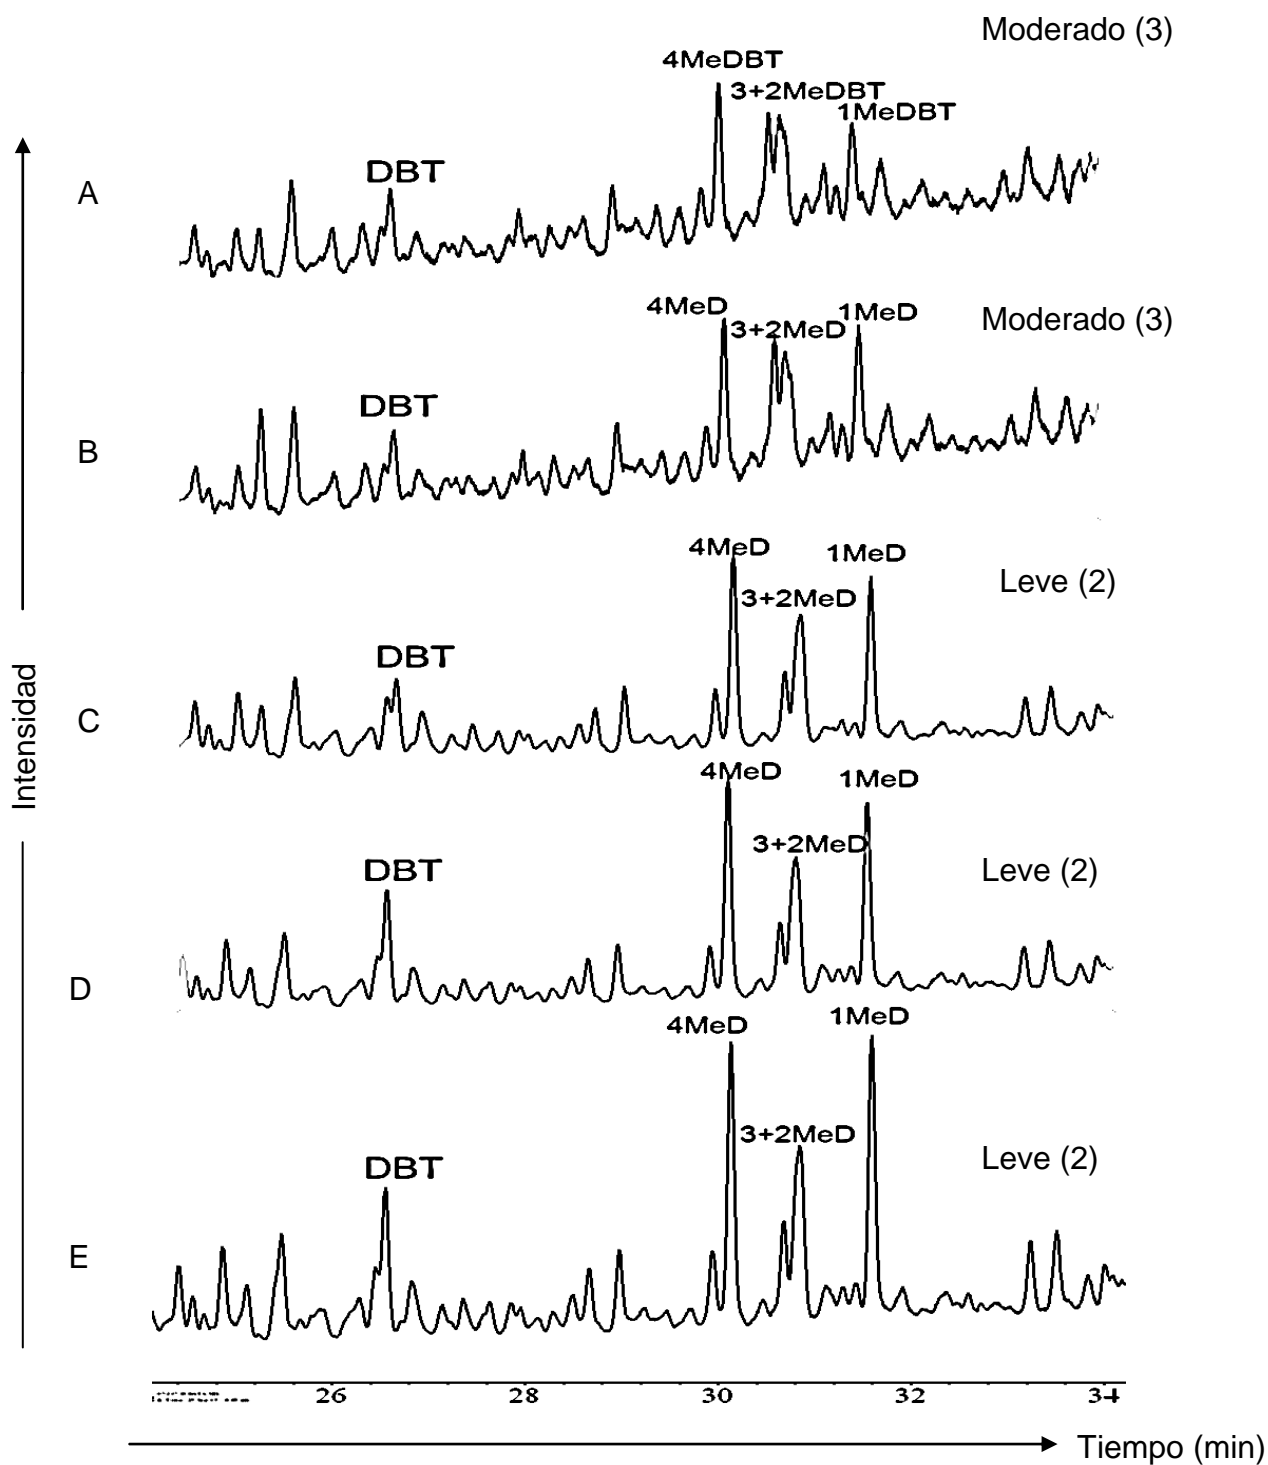 Moderado (3)
4MeDBT
3+2MeDBT
1MeDBT
DBT
A
4MeD
1MeD
Moderado (3)
3+2MeD
DBT
B
4MeD
1MeD
Leve (2)
3+2MeD
DBT
Intensidad
C
4MeD
1MeD
3+2MeD
DBT
Leve (2)
D
4MeD
1MeD
3+2MeD
Leve (2)
DBT
E
26 28 30 32 34
Tiempo (min)